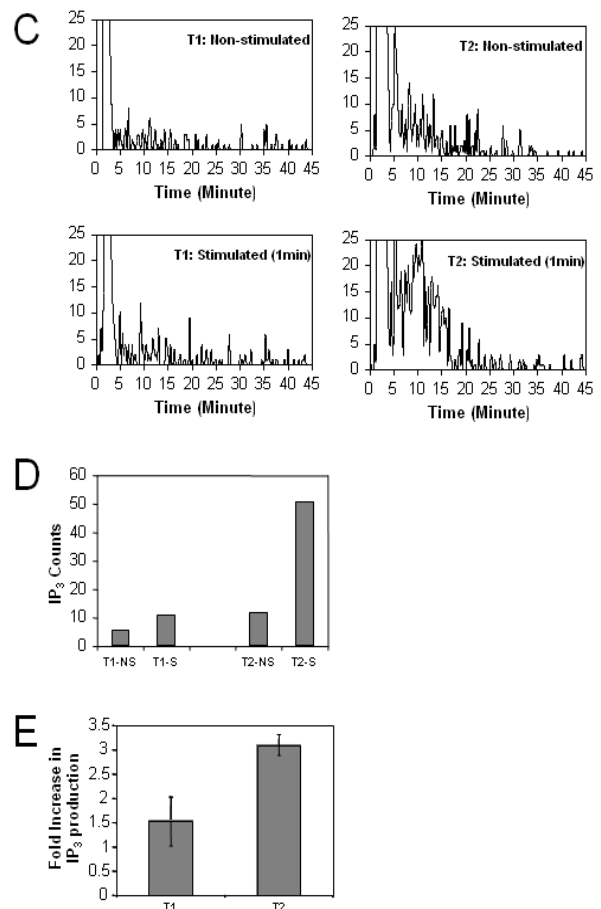 C
T1: Non-stimulated
25
20
15
10
5
0
0 5 10 15 20 25 30 35 40 45
Time (Minute)
T2: Non-stimulated
25
20
15
10
5
0
0 5 10 15 20 25 30 35 40 45
Time (Minute)
T1: Stimulated (1min)
25
20
15
10
5
0
0 5 10 15 20 25 30 35 40 45
Time (Minute)
T2: Stimulated (1min)
25
20
15
10
5
0
0 5 10 15 20 25 30 35 40 45
Time (Minute)
D
IP3 Counts
60
50
40
30
20
10
0
T1-NS T1-S T2-NS T2-S
E
Fold Increase in
IP3 production
3.5
3
2.5
2
1.5
1
0.5
0
T1 T2